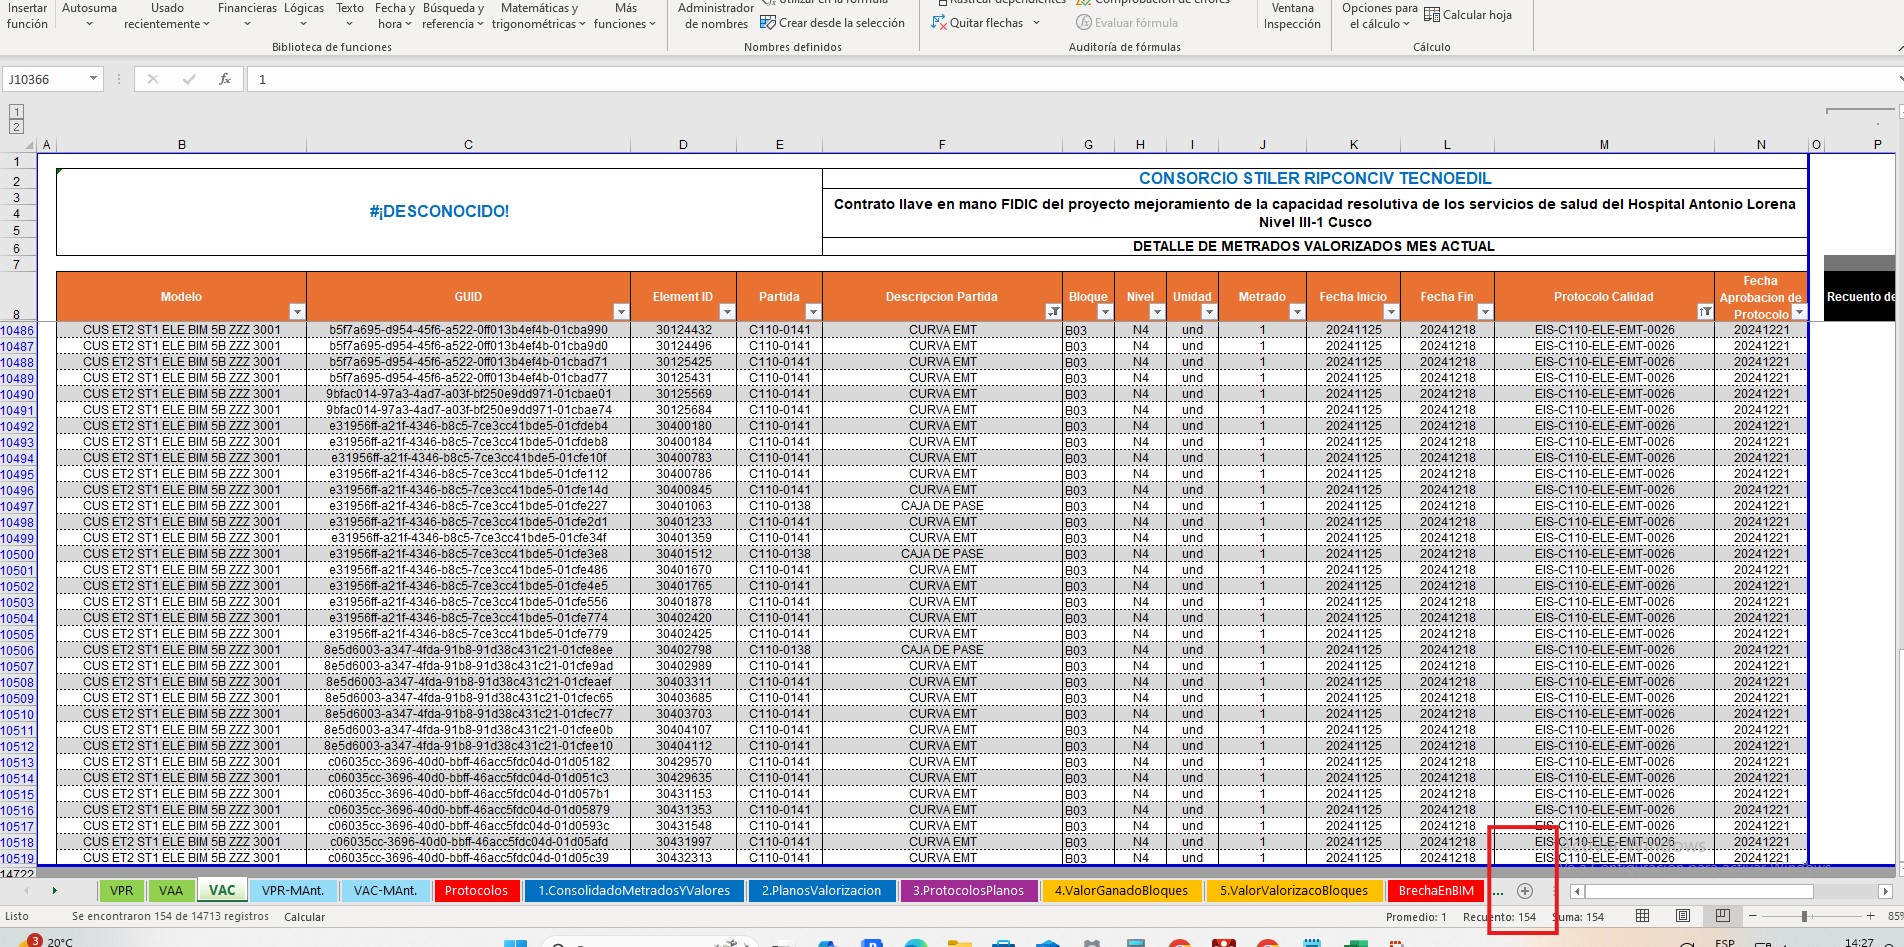 Insertar función
Autosuma
Usado recientemente
Financieras
Lógicas
Texto
Fecha y hora
Búsqueda y referencia
Matemáticas y trigonométricas
Más funciones
Biblioteca de funciones
Administrador de nombres
Utilizar en la fórmula
Crear desde la selección
Nombres definidos
Rastrear dependientes
Quitar flechas
Comprobación de errores
Evaluar fórmula
Auditoría de fórmulas
Ventana Inspección
Opciones para el cálculo
Calcular hoja
Cálculo
J10366
fx 1
1
2
A B C D E F G H I J K L M N O P
1
2 CONSORCIO STILER RIPCONCIV TECNOEDIL
3
#¡DESCONOCIDO!
4 Contrato llave en mano FIDIC del proyecto mejoramiento de la capacidad resolutiva de los servicios de salud del Hospital Antonio Lorena
5 Nivel III-1 Cusco
6 DETALLE DE METRADOS VALORIZADOS MES ACTUAL
7
8 Modelo GUID Element ID Partida Descripcion Partida Bloque Nivel Unidad Metrado Fecha Inicio Fecha Fin Protocolo Calidad Fecha Aprobacion de Protocolo Recuento de
10486 CUS ET2 ST1 ELE BIM 5B ZZZ 3001 b5f7a695-d954-45f6-a522-0ff013b4ef4b-01cba990 30124432 C110-0141 CURVA EMT B03 N4 und 1 20241125 20241218 EIS-C110-ELE-EMT-0026 20241221
10487 CUS ET2 ST1 ELE BIM 5B ZZZ 3001 b5f7a695-d954-45f6-a522-0ff013b4ef4b-01cba9d0 30124496 C110-0141 CURVA EMT B03 N4 und 1 20241125 20241218 EIS-C110-ELE-EMT-0026 20241221
10488 CUS ET2 ST1 ELE BIM 5B ZZZ 3001 b5f7a695-d954-45f6-a522-0ff013b4ef4b-01cbad71 30125425 C110-0141 CURVA EMT B03 N4 und 1 20241125 20241218 EIS-C110-ELE-EMT-0026 20241221
10489 CUS ET2 ST1 ELE BIM 5B ZZZ 3001 b5f7a695-d954-45f6-a522-0ff013b4ef4b-01cbad77 30125431 C110-0141 CURVA EMT B03 N4 und 1 20241125 20241218 EIS-C110-ELE-EMT-0026 20241221
10490 CUS ET2 ST1 ELE BIM 5B ZZZ 3001 9bfac014-97a3-4ad7-a03f-bf250e9dd971-01cbae01 30125569 C110-0141 CURVA EMT B03 N4 und 1 20241125 20241218 EIS-C110-ELE-EMT-0026 20241221
10491 CUS ET2 ST1 ELE BIM 5B ZZZ 3001 9bfac014-97a3-4ad7-a03f-bf250e9dd971-01cbae74 30125684 C110-0141 CURVA EMT B03 N4 und 1 20241125 20241218 EIS-C110-ELE-EMT-0026 20241221
10492 CUS ET2 ST1 ELE BIM 5B ZZZ 3001 e31956ff-a21f-4346-b8c5-7ce3cc41bde5-01cfdeb4 30400180 C110-0141 CURVA EMT B03 N4 und 1 20241125 20241218 EIS-C110-ELE-EMT-0026 20241221
10493 CUS ET2 ST1 ELE BIM 5B ZZZ 3001 e31956ff-a21f-4346-b8c5-7ce3cc41bde5-01cfdeb8 30400184 C110-0141 CURVA EMT B03 N4 und 1 20241125 20241218 EIS-C110-ELE-EMT-0026 20241221
10494 CUS ET2 ST1 ELE BIM 5B ZZZ 3001 e31956ff-a21f-4346-b8c5-7ce3cc41bde5-01cfe10f 30400783 C110-0141 CURVA EMT B03 N4 und 1 20241125 20241218 EIS-C110-ELE-EMT-0026 20241221
10495 CUS ET2 ST1 ELE BIM 5B ZZZ 3001 e31956ff-a21f-4346-b8c5-7ce3cc41bde5-01cfe112 30400786 C110-0141 CURVA EMT B03 N4 und 1 20241125 20241218 EIS-C110-ELE-EMT-0026 20241221
10496 CUS ET2 ST1 ELE BIM 5B ZZZ 3001 e31956ff-a21f-4346-b8c5-7ce3cc41bde5-01cfe14d 30400845 C110-0141 CURVA EMT B03 N4 und 1 20241125 20241218 EIS-C110-ELE-EMT-0026 20241221
10497 CUS ET2 ST1 ELE BIM 5B ZZZ 3001 e31956ff-a21f-4346-b8c5-7ce3cc41bde5-01cfe227 30401063 C110-0138 CAJA DE PASE B03 N4 und 1 20241125 20241218 EIS-C110-ELE-EMT-0026 20241221
10498 CUS ET2 ST1 ELE BIM 5B ZZZ 3001 e31956ff-a21f-4346-b8c5-7ce3cc41bde5-01cfe2d1 30401233 C110-0141 CURVA EMT B03 N4 und 1 20241125 20241218 EIS-C110-ELE-EMT-0026 20241221
10499 CUS ET2 ST1 ELE BIM 5B ZZZ 3001 e31956ff-a21f-4346-b8c5-7ce3cc41bde5-01cfe34f 30401359 C110-0141 CURVA EMT B03 N4 und 1 20241125 20241218 EIS-C110-ELE-EMT-0026 20241221
10500 CUS ET2 ST1 ELE BIM 5B ZZZ 3001 e31956ff-a21f-4346-b8c5-7ce3cc41bde5-01cfe3e8 30401512 C110-0138 CAJA DE PASE B03 N4 und 1 20241125 20241218 EIS-C110-ELE-EMT-0026 20241221
10501 CUS ET2 ST1 ELE BIM 5B ZZZ 3001 e31956ff-a21f-4346-b8c5-7ce3cc41bde5-01cfe486 30401670 C110-0141 CURVA EMT B03 N4 und 1 20241125 20241218 EIS-C110-ELE-EMT-0026 20241221
10502 CUS ET2 ST1 ELE BIM 5B ZZZ 3001 e31956ff-a21f-4346-b8c5-7ce3cc41bde5-01cfe4e5 30401765 C110-0141 CURVA EMT B03 N4 und 1 20241125 20241218 EIS-C110-ELE-EMT-0026 20241221
10503 CUS ET2 ST1 ELE BIM 5B ZZZ 3001 e31956ff-a21f-4346-b8c5-7ce3cc41bde5-01cfe556 30401878 C110-0141 CURVA EMT B03 N4 und 1 20241125 20241218 EIS-C110-ELE-EMT-0026 20241221
10504 CUS ET2 ST1 ELE BIM 5B ZZZ 3001 e31956ff-a21f-4346-b8c5-7ce3cc41bde5-01cfe774 30402420 C110-0141 CURVA EMT B03 N4 und 1 20241125 20241218 EIS-C110-ELE-EMT-0026 20241221
10505 CUS ET2 ST1 ELE BIM 5B ZZZ 3001 e31956ff-a21f-4346-b8c5-7ce3cc41bde5-01cfe779 30402425 C110-0141 CURVA EMT B03 N4 und 1 20241125 20241218 EIS-C110-ELE-EMT-0026 20241221
10506 CUS ET2 ST1 ELE BIM 5B ZZZ 3001 8e5d6003-a347-4fda-91b8-91d38c431c21-01cfe8ee 30402798 C110-0138 CAJA DE PASE B03 N4 und 1 20241125 20241218 EIS-C110-ELE-EMT-0026 20241221
10507 CUS ET2 ST1 ELE BIM 5B ZZZ 3001 8e5d6003-a347-4fda-91b8-91d38c431c21-01cfe9ad 30402989 C110-0141 CURVA EMT B03 N4 und 1 20241125 20241218 EIS-C110-ELE-EMT-0026 20241221
10508 CUS ET2 ST1 ELE BIM 5B ZZZ 3001 8e5d6003-a347-4fda-91b8-91d38c431c21-01cfeaef 30403311 C110-0141 CURVA EMT B03 N4 und 1 20241125 20241218 EIS-C110-ELE-EMT-0026 20241221
10509 CUS ET2 ST1 ELE BIM 5B ZZZ 3001 8e5d6003-a347-4fda-91b8-91d38c431c21-01cfec65 30403685 C110-0141 CURVA EMT B03 N4 und 1 20241125 20241218 EIS-C110-ELE-EMT-0026 20241221
10510 CUS ET2 ST1 ELE BIM 5B ZZZ 3001 8e5d6003-a347-4fda-91b8-91d38c431c21-01cfec77 30403703 C110-0141 CURVA EMT B03 N4 und 1 20241125 20241218 EIS-C110-ELE-EMT-0026 20241221
10511 CUS ET2 ST1 ELE BIM 5B ZZZ 3001 8e5d6003-a347-4fda-91b8-91d38c431c21-01cfee0b 30404107 C110-0141 CURVA EMT B03 N4 und 1 20241125 20241218 EIS-C110-ELE-EMT-0026 20241221
10512 CUS ET2 ST1 ELE BIM 5B ZZZ 3001 8e5d6003-a347-4fda-91b8-91d38c431c21-01cfee10 30404112 C110-0141 CURVA EMT B03 N4 und 1 20241125 20241218 EIS-C110-ELE-EMT-0026 20241221
10513 CUS ET2 ST1 ELE BIM 5B ZZZ 3001 c06035cc-3696-40d0-bbff-46acc5fdc04d-01d05182 30429570 C110-0141 CURVA EMT B03 N4 und 1 20241125 20241218 EIS-C110-ELE-EMT-0026 20241221
10514 CUS ET2 ST1 ELE BIM 5B ZZZ 3001 c06035cc-3696-40d0-bbff-46acc5fdc04d-01d051c3 30429635 C110-0141 CURVA EMT B03 N4 und 1 20241125 20241218 EIS-C110-ELE-EMT-0026 20241221
10515 CUS ET2 ST1 ELE BIM 5B ZZZ 3001 c06035cc-3696-40d0-bbff-46acc5fdc04d-01d057b1 30431153 C110-0141 CURVA EMT B03 N4 und 1 20241125 20241218 EIS-C110-ELE-EMT-0026 20241221
10516 CUS ET2 ST1 ELE BIM 5B ZZZ 3001 c06035cc-3696-40d0-bbff-46acc5fdc04d-01d05879 30431353 C110-0141 CURVA EMT B03 N4 und 1 20241125 20241218 EIS-C110-ELE-EMT-0026 20241221
10517 CUS ET2 ST1 ELE BIM 5B ZZZ 3001 c06035cc-3696-40d0-bbff-46acc5fdc04d-01d0593c 30431548 C110-0141 CURVA EMT B03 N4 und 1 20241125 20241218 EIS-C110-ELE-EMT-0026 20241221
10518 CUS ET2 ST1 ELE BIM 5B ZZZ 3001 c06035cc-3696-40d0-bbff-46acc5fdc04d-01d05afd 30431997 C110-0141 CURVA EMT B03 N4 und 1 20241125 20241218 EIS-C110-ELE-EMT-0026 20241221
10519 CUS ET2 ST1 ELE BIM 5B ZZZ 3001 c06035cc-3696-40d0-bbff-46acc5fdc04d-01d05c39 30432313 C110-0141 CURVA EMT B03 N4 und 1 20241125 20241218 EIS-C110-ELE-EMT-0026 20241221
14722
VPR VAA VAC VPR-MAnt. VAC-MAnt. Protocolos 1.ConsolidadoMetradosYValores 2.PlanosValorizacion 3.ProtocolosPlanos 4.ValorGanadoBloques 5.ValorValorizacoBloques BrechaEnBIM ...
Listo Se encontraron 154 de 14713 registros Calcular Promedio: 1 Recuento: 154 Suma: 154 85%
3 20°C ESP 14:27